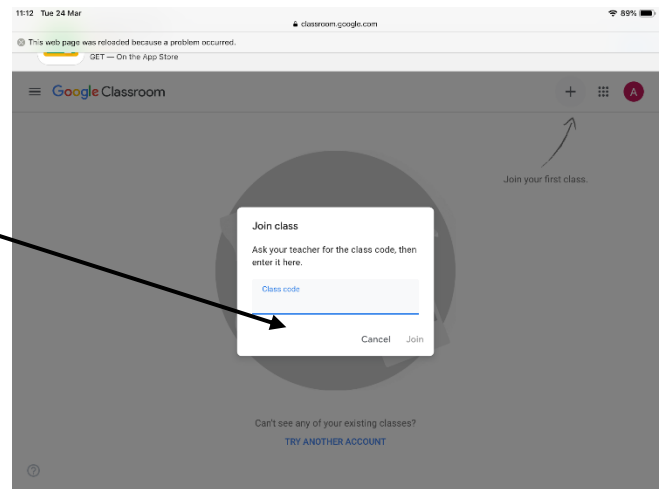 11:12 Tue 24 Mar
89%
classroom.google.com
This web page was reloaded because a problem occurred.
GET — On the App Store
Google Classroom
A
Join your first class.
Join class
Ask your teacher for the class code, then
enter it here.
Class code
Cancel Join
Can't see any of your existing classes?
TRY ANOTHER ACCOUNT